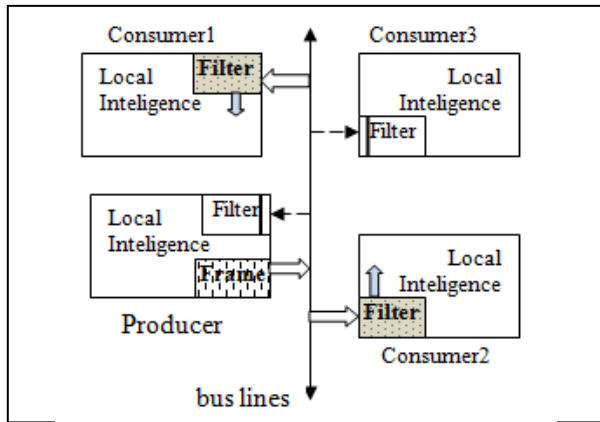 Consumer1
Filter
Local
Inteligence
Consumer3
Local
Inteligence
Filter
Filter
Local
Inteligence
Frame
Producer
Local
Inteligence
Filter
Consumer2
bus lines